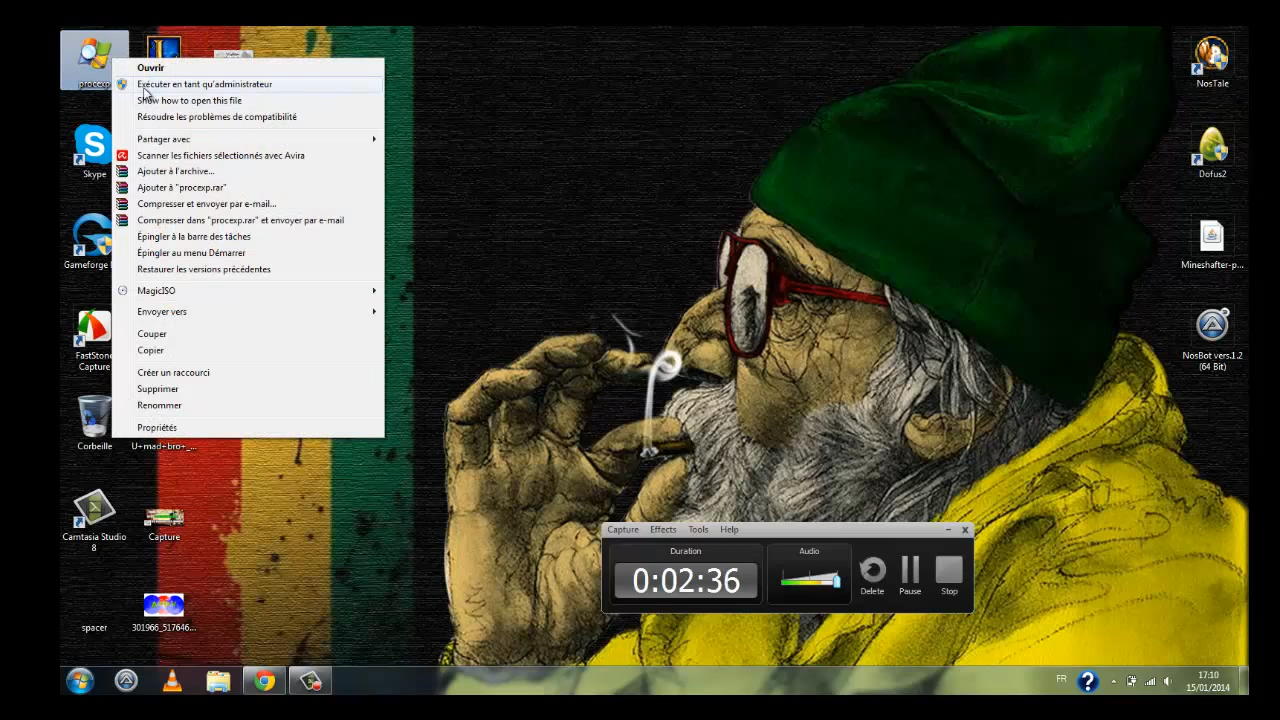 procexp
Ouvrir
Exécuter en tant qu'administrateur
Show how to open this file
Résoudre les problèmes de compatibilité
Partager avec
Scanner les fichiers sélectionnés avec Avira
Ajouter à l'archive...
Ajouter à "procexp.rar"
Compresser et envoyer par e-mail...
Compresser dans "procexp.rar" et envoyer par e-mail
Épingler à la barre des tâches
Épingler au menu Démarrer
Restaurer les versions précédentes
MagicISO
Envoyer vers
Couper
Copier
Créer un raccourci
Supprimer
Renommer
Propriétés
Skype
Gameforge
FastStone
Capture
Corbeille
U+mad+bro+_...
Camtasia Studio
8
Capture
spacer
301966_517646...
NosTale
Dofus2
Mineshafter-p...
NosBot vers.1.2
(64 Bit)
Capture Effects Tools Help
Duration
0:02:36
Audio
Delete
Pause
Stop
FR
17:10
15/01/2014